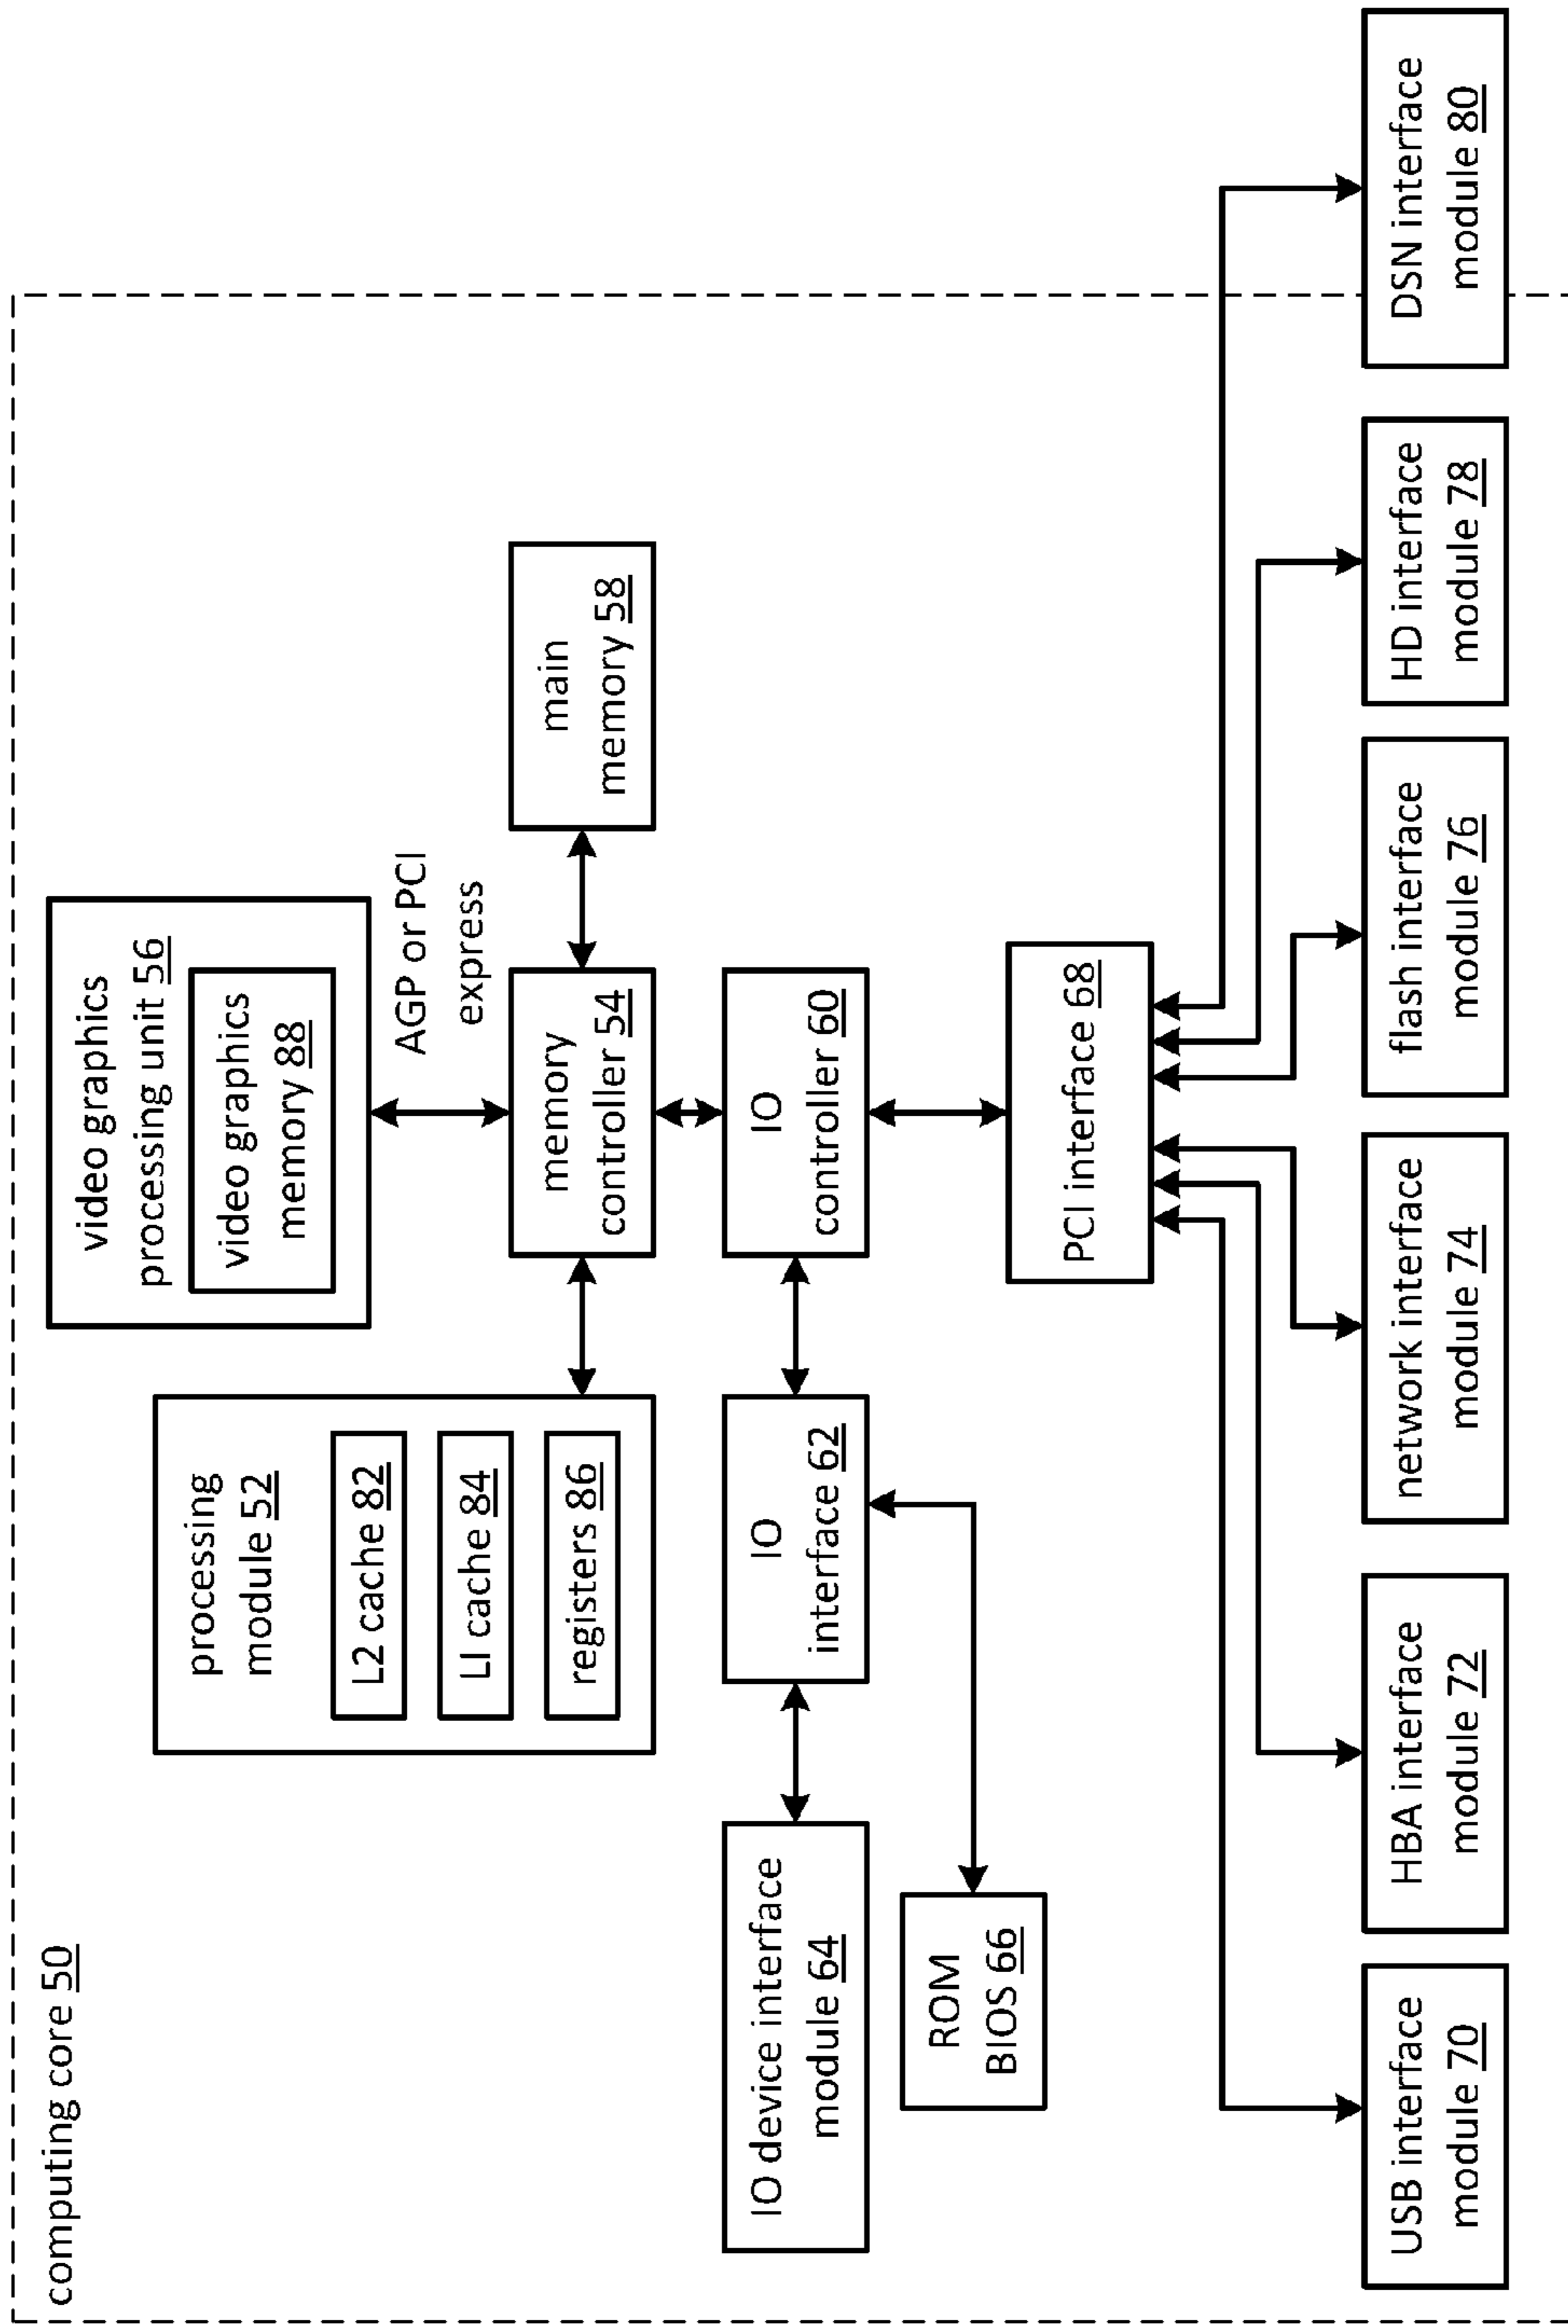 computing core 50
video graphics
processing unit 56
video graphics
memory 88
processing
module 52
L2 cache 82
LI cache 84
registers 86
AGP or PCI
express
memory
controller 54
main
memory 58
IO device interface
module 64
IO
interface 62
IO
controller 60
ROM
BIOS 66
PCI interface 68
USB interface
module 70
HBA interface
module 72
network interface
module 74
flash interface
module 76
HD interface
module 78
DSN interface
module 80